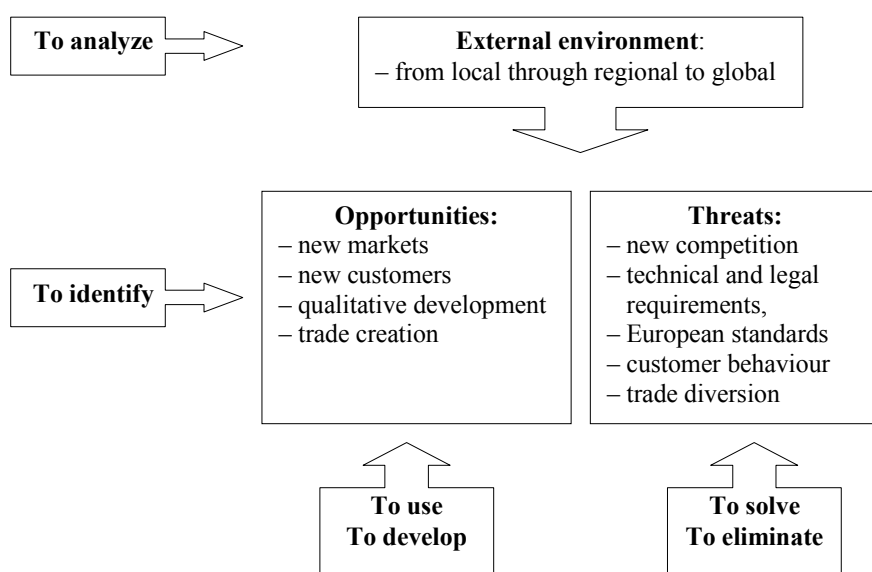 To analyze
External environment:
– from local through regional to global
To identify
Opportunities:
– new markets
– new customers
– qualitative development
– trade creation
Threats:
– new competition
– technical and legal
requirements,
– European standards
– customer behaviour
– trade diversion
To use
To develop
To solve
To eliminate